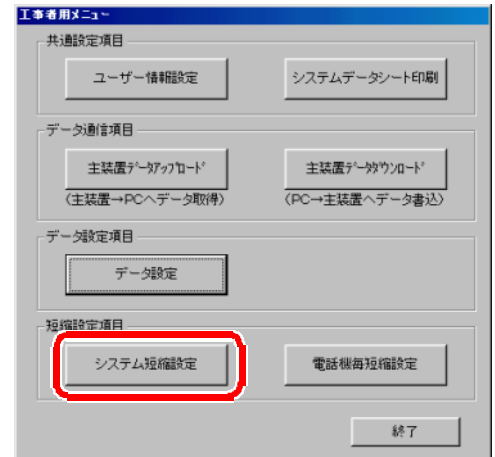 工事者用メニュー
共通設定項目
ユーザー情報設定
システムデータシート印刷
データ通信項目
主装置ﾃﾞｰﾀｱｯﾌﾟﾛｰﾄﾞ
主装置ﾃﾞｰﾀﾀﾞｳﾝﾛｰﾄﾞ
(主装置→PCへデータ取得)
(PC→主装置へデータ書込)
データ設定項目
データ設定
短縮設定項目
システム短縮設定
電話機毎短縮設定
終了